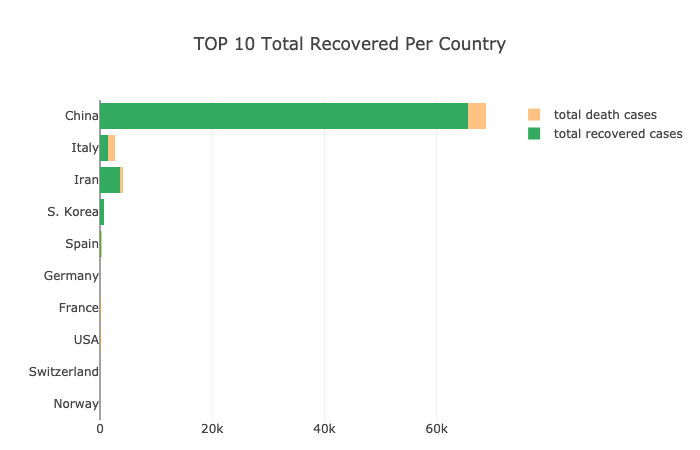 TOP 10 Total Recovered Per Country
total death cases
total recovered cases
China
Italy
Iran
S. Korea
Spain
Germany
France
USA
Switzerland
Norway
0
20k
40k
60k